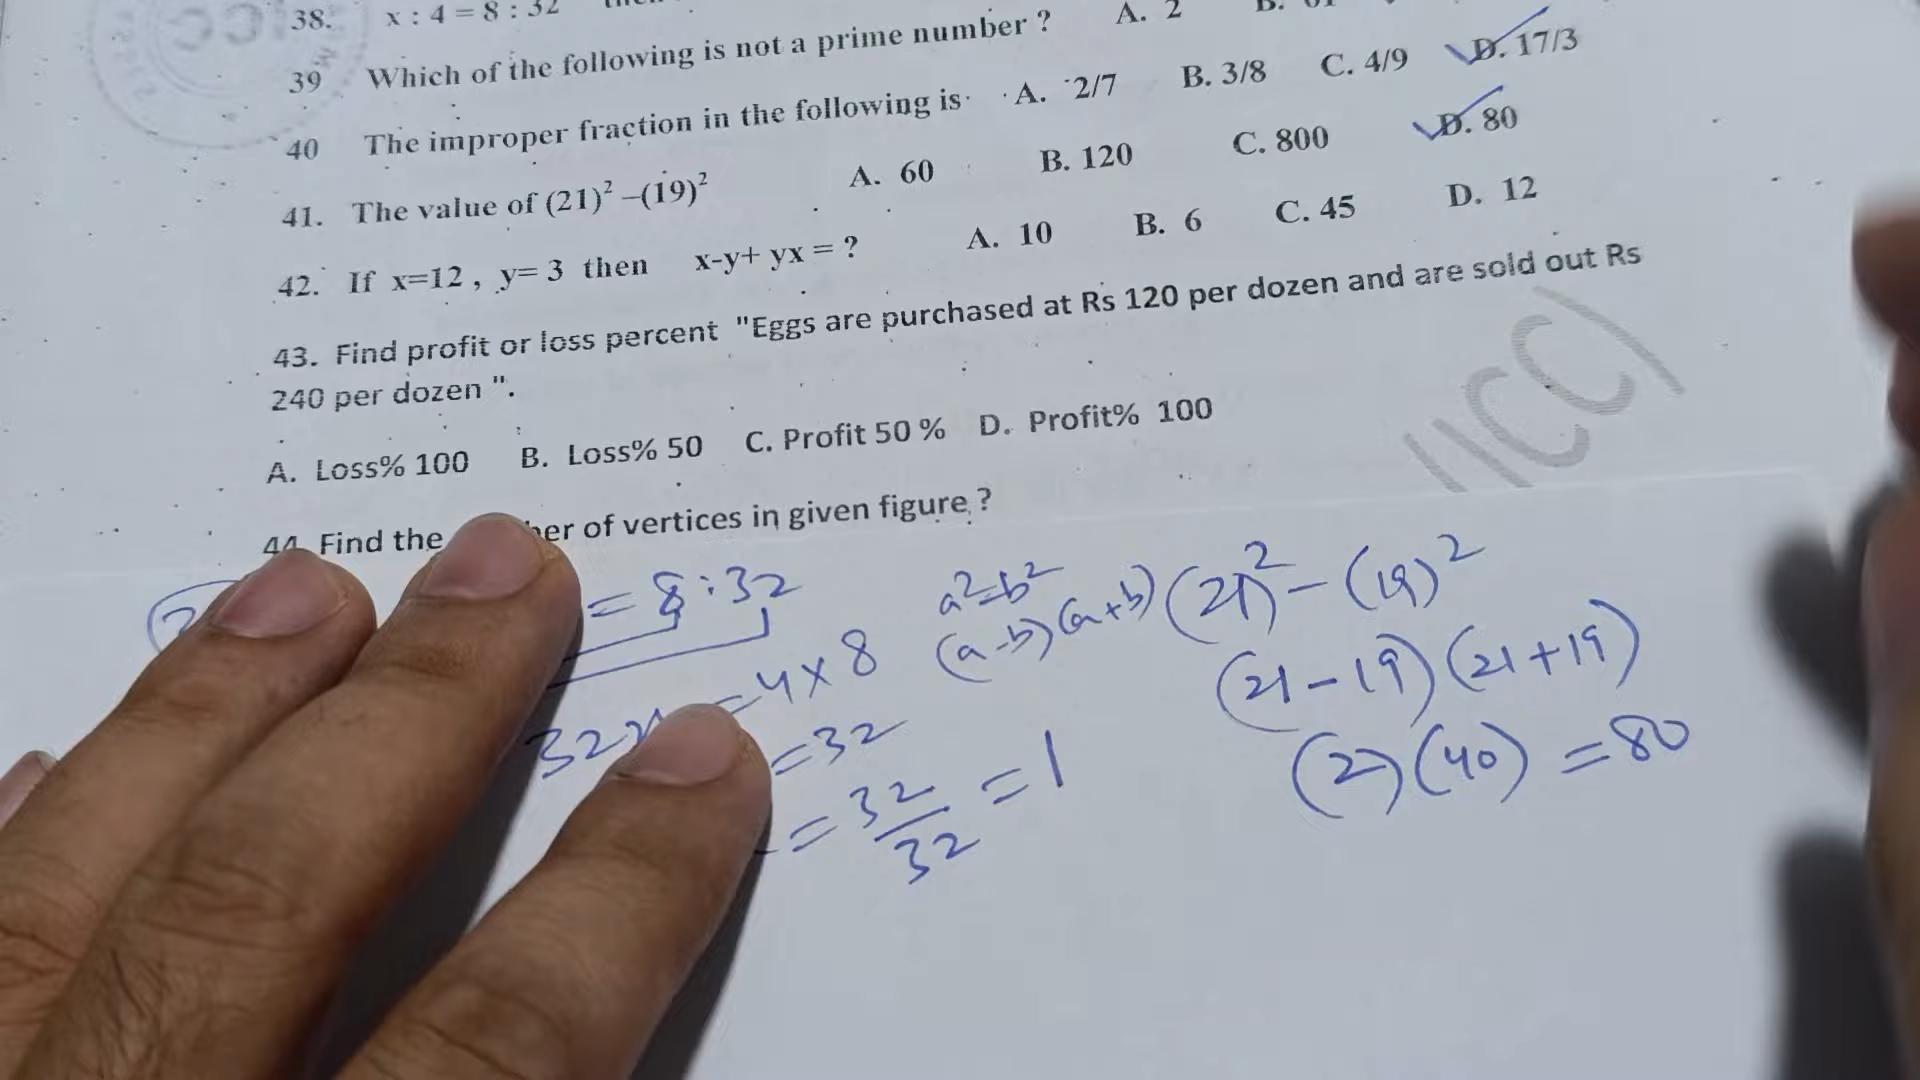 38. x : 4 = 8 : 32
39 Which of the following is not a prime number ? A. 2 B.
40 The improper fraction in the following is A. 2/7 B. 3/8 C. 4/9 D. 17/3
41. The value of (21)² –(19)² A. 60 B. 120 C. 800 D. 80
42. If x=12 , y= 3 then x-y+ yx = ? A. 10 B. 6 C. 45 D. 12
43. Find profit or loss percent "Eggs are purchased at Rs 120 per dozen and are sold out Rs
240 per dozen ".
A. Loss% 100 B. Loss% 50 C. Profit 50 % D. Profit% 100
44 Find the of vertices in given figure ?
= 8 : 32
= 4 x 8
= 32
= 32/32 = 1
a² - b²
(a-b) (a+b)
(21)² - (19)²
(21-19) (21+19)
(2) (40) = 80